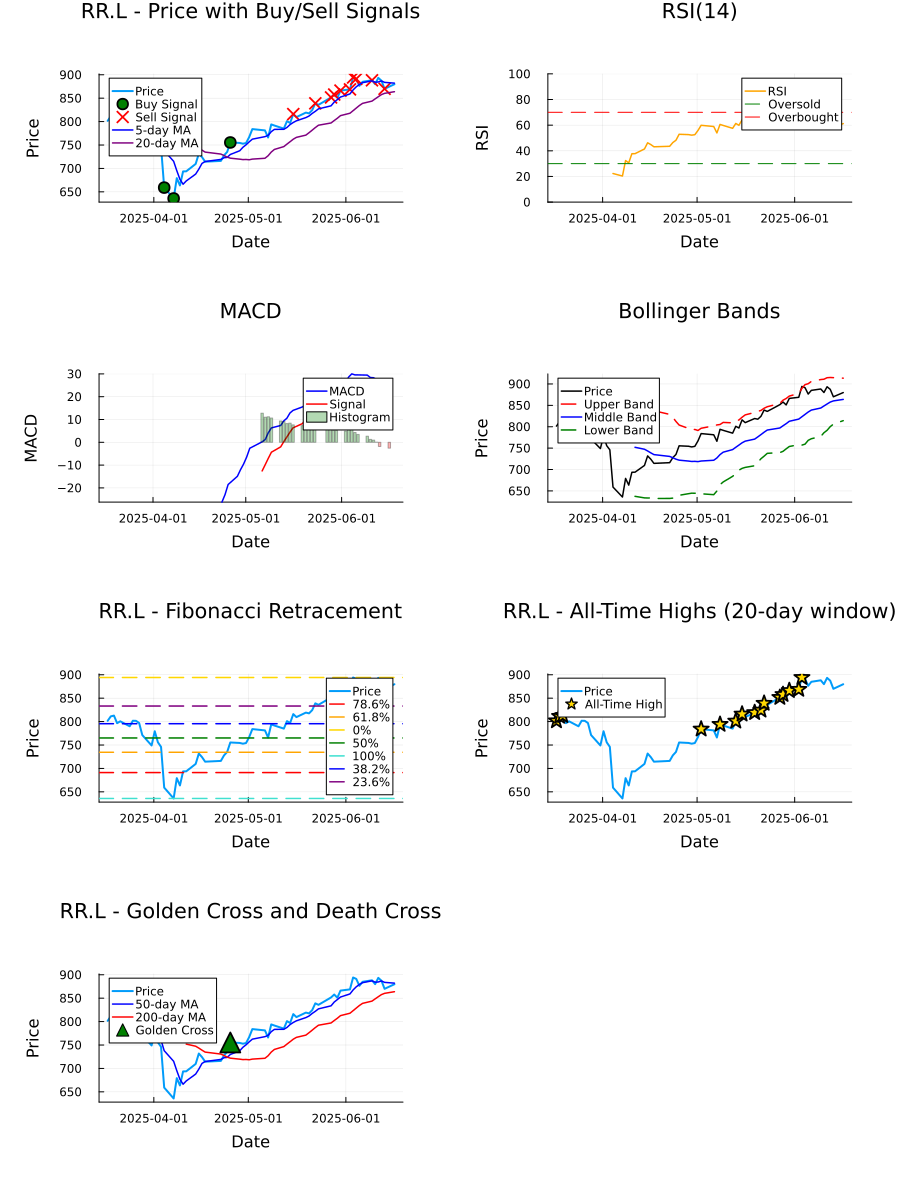 RR.L - Price with Buy/Sell Signals
900
850
800
750
700
650
Price
Price
Buy Signal
Sell Signal
5-day MA
20-day MA
2025-04-01
2025-05-01
2025-06-01
Date
RSI(14)
100
80
60
40
20
0
RSI
RSI
Oversold
Overbought
2025-04-01
2025-05-01
2025-06-01
Date
MACD
30
20
10
0
−10
−20
MACD
MACD
Signal
Histogram
2025-04-01
2025-05-01
2025-06-01
Date
Bollinger Bands
900
850
800
750
700
650
Price
Price
Upper Band
Middle Band
Lower Band
2025-04-01
2025-05-01
2025-06-01
Date
RR.L - Fibonacci Retracement
900
850
800
750
700
650
Price
Price
78.6%
61.8%
0%
50%
100%
38.2%
23.6%
2025-04-01
2025-05-01
2025-06-01
Date
RR.L - All-Time Highs (20-day window)
900
850
800
750
700
650
Price
Price
All-Time High
2025-04-01
2025-05-01
2025-06-01
Date
RR.L - Golden Cross and Death Cross
900
850
800
750
700
650
Price
Price
50-day MA
200-day MA
Golden Cross
2025-04-01
2025-05-01
2025-06-01
Date